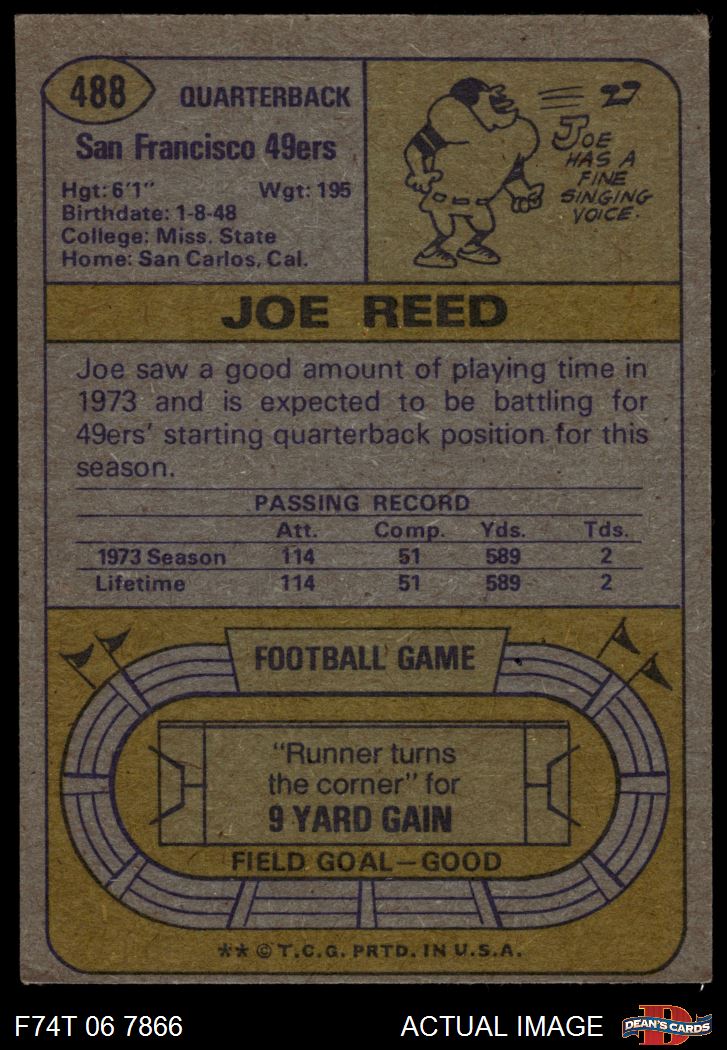 488
QUARTERBACK
San Francisco 49ers
Hgt: 6'1" Wgt: 195
Birthdate: 1-8-48
College: Miss. State
Home: San Carlos, Cal.
JOE
HAS A
FINE
SINGING
VOICE.
JOE REED
Joe saw a good amount of playing time in
1973 and is expected to be battling for
49ers' starting quarterback position for this
season.
PASSING RECORD
Att. Comp. Yds. Tds.
1973 Season 114 51 589 2
Lifetime 114 51 589 2
FOOTBALL GAME
"Runner turns
the corner" for
9 YARD GAIN
FIELD GOAL—GOOD
** © T.C.G. PRTD. IN U.S.A.
F74T 06 7866 ACTUAL IMAGE
DEAN'S CARDS